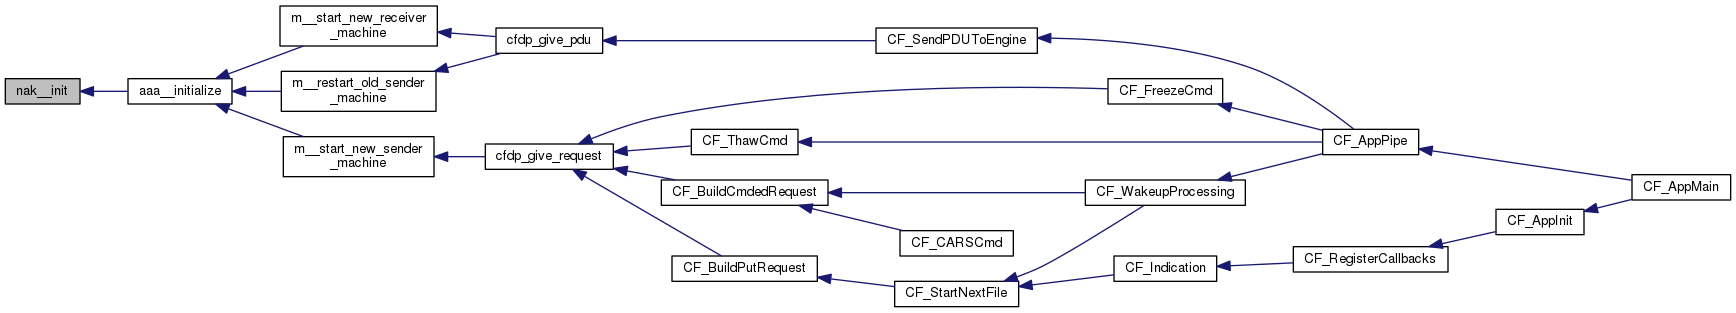 nak__init
aaa__initialize
m__start_new_receiver
_machine
m__restart_old_sender
_machine
m__start_new_sender
_machine
cfdp_give_pdu
cfdp_give_request
CF_SendPDUToEngine
CF_FreezeCmd
CF_ThawCmd
CF_BuildCmdedRequest
CF_WakeupProcessing
CF_CARSCmd
CF_BuildPutRequest
CF_StartNextFile
CF_Indication
CF_RegisterCallbacks
CF_AppInit
CF_AppPipe
CF_AppMain